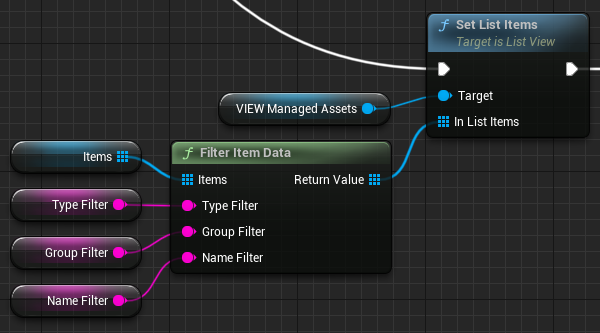 Set List Items
Target is List View
VIEW Managed Assets
Target
In List Items
Items
Filter Item Data
Items
Return Value
Type Filter
Type Filter
Group Filter
Group Filter
Name Filter
Name Filter